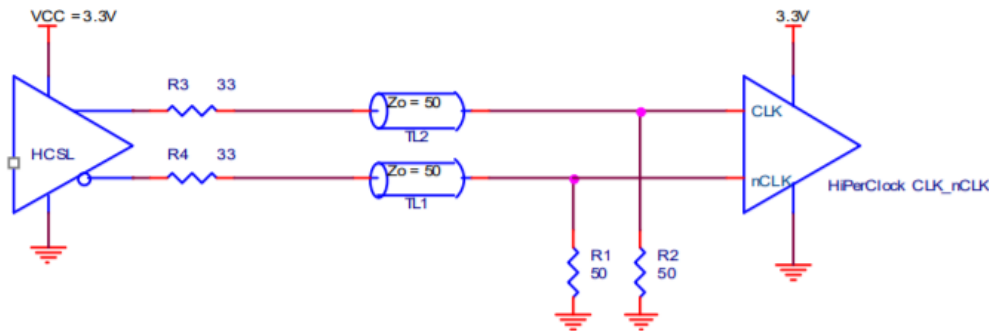 VCC = 3.3V
3.3V
R3 33
Zo = 50
TL2
CLK
HCSL
R4 33
Zo = 50
TL1
nCLK
HiPerClock CLK_nCLK
R1
50
R2
50